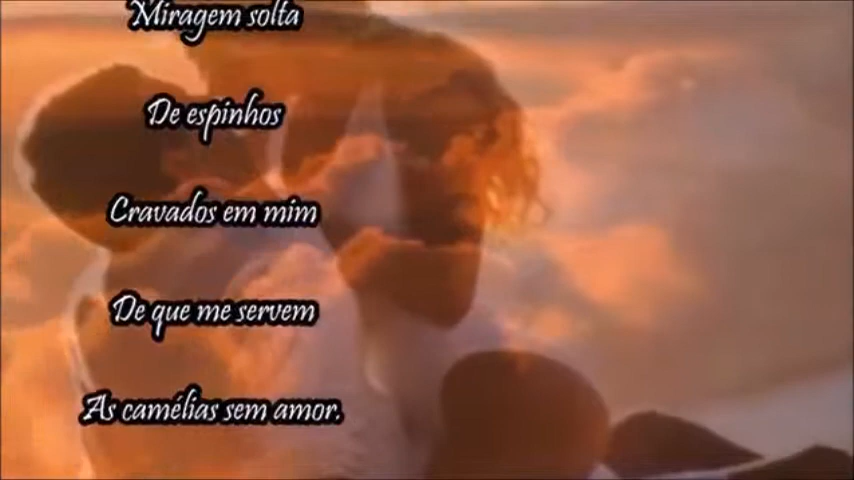 Miragem solta
De espinhos
Cravados em mim
De que me servem
As camélias sem amor.